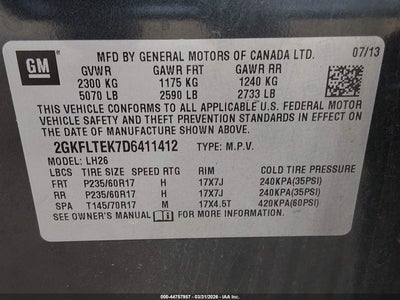 GM
MFD BY GENERAL MOTORS OF CANADA LTD. 07/13
GVWR GAWR FRT GAWR RR
2300 KG 1175 KG 1240 KG
5070 LB 2590 LB 2733 LB
THIS VEHICLE CONFORMS TO ALL APPLICABLE U.S. FEDERAL MOTOR
VEHICLE SAFETY AND THEFT PREVENTION STANDARDS IN EFFECT
ON THE DATE OF MANUFACTURE SHOWN ABOVE.
2GKFLTEK7D6411412 TYPE: M.P.V.
MODEL: LH26
LBCS TIRE SIZE SPEED RTG RIM COLD TIRE PRESSURE
FRT P235/60R17 H 17X7J 240KPA(35PSI)
RR P235/60R17 H 17X7J 240KPA(35PSI)
SPA T145/70R17 M 17X4.5T 420KPA(60PSI)
SEE OWNER'S MANUAL FOR ADDITIONAL INFORMATION.
000-44757957 - 03/31/2026 - IAA Inc.